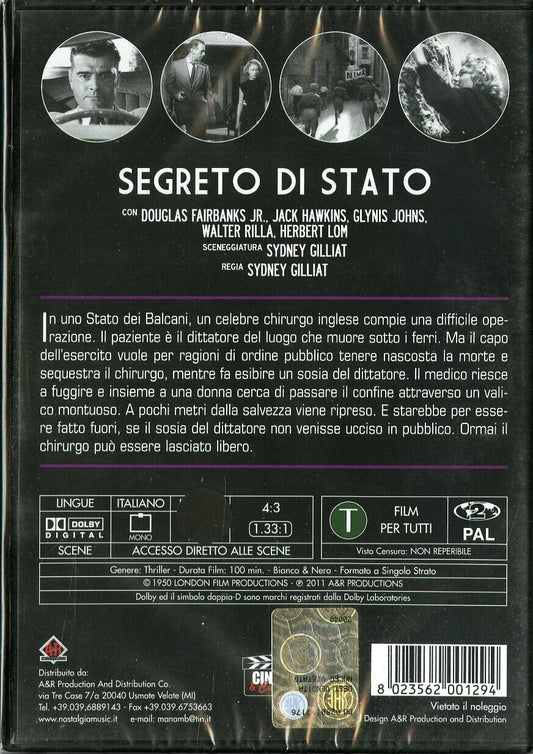 SEGRETO DI STATO
CON DOUGLAS FAIRBANKS JR., JACK HAWKINS, GLYNIS JOHNS,
WALTER RILLA, HERBERT LOM
SCENEGGIATURA SYDNEY GILLIAT
REGIA SYDNEY GILLIAT
In uno Stato dei Balcani, un celebre chirurgo inglese compie una difficile ope-
razione. Il paziente è il dittatore del luogo che muore sotto i ferri. Ma il capo
dell'esercito vuole per ragioni di ordine pubblico tenere nascosta la morte e
sequestra il chirurgo, mentre fa esibire un sosia del dittatore. Il medico riesce
a fuggire e insieme a una donna cerca di passare il confine attraverso un vali-
co montuoso. A pochi metri dalla salvezza viene ripreso. E starebbe per esse-
re fatto fuori, se il sosia del dittatore non venisse ucciso in pubblico. Ormai il
chirurgo può essere lasciato libero.
LINGUE ITALIANO
DOLBY
DIGITAL
MONO
4:3
1.33:1
SCENE ACCESSO DIRETTO ALLE SCENE
T
FILM
PER TUTTI
2
PAL
Visto Censura: NON REPERIBILE
Genere: Thriller - Durata Film: 100 min. - Bianco & Nero - Formato a Singolo Strato
© 1950 LONDON FILM PRODUCTIONS - ℗ 2011 A&R PRODUCTIONS
Dolby ed il simbolo doppia-D sono marchi registrati dalla Dolby Laboratories
A&R
Distribuito da:
A&R Production And Distribution Co.
via Tre Case 7/a 20040 Usmate Velate (MI)
Tel. +39.039.6889143 - Fax. +39.039.6753663
www.nostalgiamusic.it e-mail: manamb@tin.it
CIN
8 023562 001294
Vietato il noleggio
Design A&R Production and Distribution